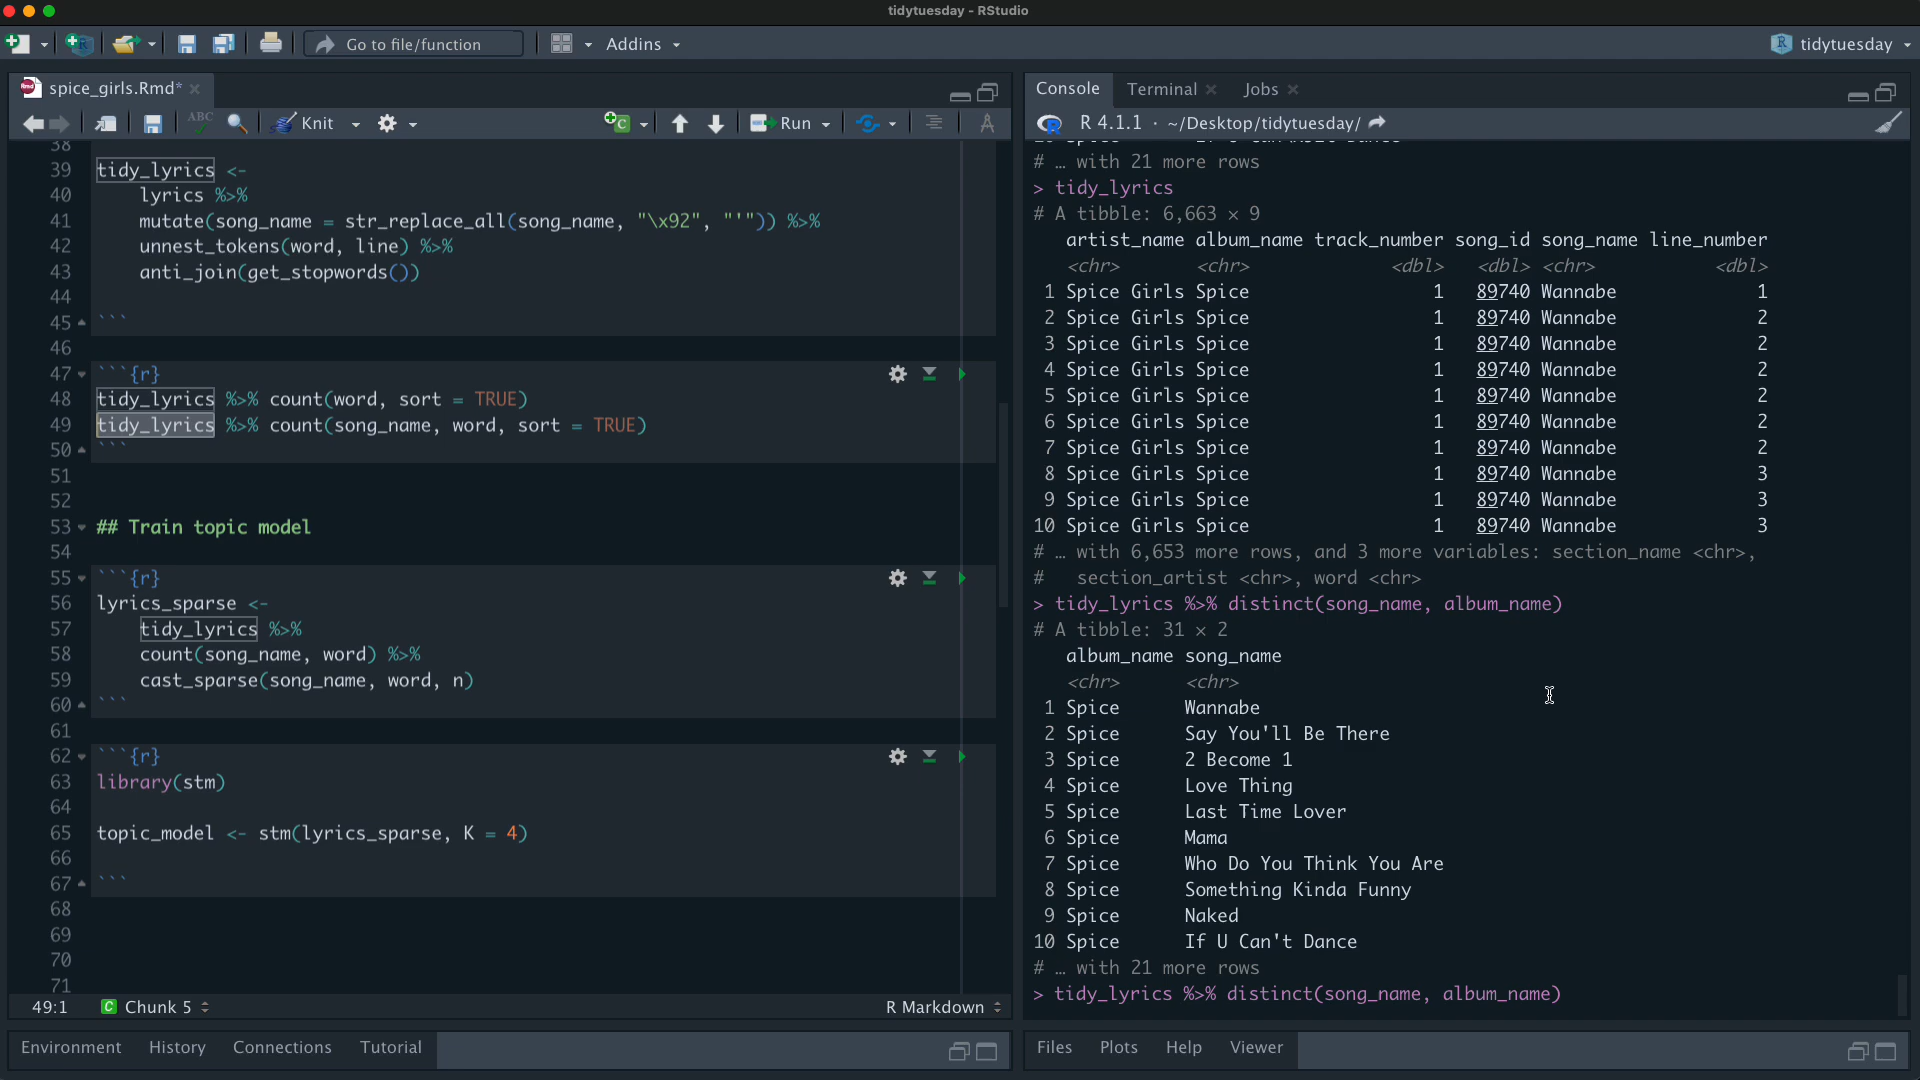 tidytuesday - RStudio
Go to file/function
Addins
tidytuesday
spice_girls.Rmd*
ABC
Knit
Run
38
39 tidy_lyrics <-
40 lyrics %>%
41 mutate(song_name = str_replace_all(song_name, "\x92", "'")) %>%
42 unnest_tokens(word, line) %>%
43 anti_join(get_stopwords())
44
45 ```
46
47 ```{r}
48 tidy_lyrics %>% count(word, sort = TRUE)
49 tidy_lyrics %>% count(song_name, word, sort = TRUE)
50 ```
51
52
53 ## Train topic model
54
55 ```{r}
56 lyrics_sparse <-
57 tidy_lyrics %>%
58 count(song_name, word) %>%
59 cast_sparse(song_name, word, n)
60 ```
61
62 ```{r}
63 library(stm)
64
65 topic_model <- stm(lyrics_sparse, K = 4)
66
67 ```
68
69
70
71
49:1 C Chunk 5 R Markdown
Environment History Connections Tutorial
Console Terminal Jobs
R 4.1.1 · ~/Desktop/tidytuesday/
# … with 21 more rows
> tidy_lyrics
# A tibble: 6,663 × 9
artist_name album_name track_number song_id song_name line_number
<chr> <chr> <dbl> <dbl> <chr> <dbl>
1 Spice Girls Spice 1 89740 Wannabe 1
2 Spice Girls Spice 1 89740 Wannabe 2
3 Spice Girls Spice 1 89740 Wannabe 2
4 Spice Girls Spice 1 89740 Wannabe 2
5 Spice Girls Spice 1 89740 Wannabe 2
6 Spice Girls Spice 1 89740 Wannabe 2
7 Spice Girls Spice 1 89740 Wannabe 2
8 Spice Girls Spice 1 89740 Wannabe 3
9 Spice Girls Spice 1 89740 Wannabe 3
10 Spice Girls Spice 1 89740 Wannabe 3
# … with 6,653 more rows, and 3 more variables: section_name <chr>,
# section_artist <chr>, word <chr>
> tidy_lyrics %>% distinct(song_name, album_name)
# A tibble: 31 × 2
album_name song_name
<chr> <chr>
1 Spice Wannabe
2 Spice Say You'll Be There
3 Spice 2 Become 1
4 Spice Love Thing
5 Spice Last Time Lover
6 Spice Mama
7 Spice Who Do You Think You Are
8 Spice Something Kinda Funny
9 Spice Naked
10 Spice If U Can't Dance
# … with 21 more rows
> tidy_lyrics %>% distinct(song_name, album_name)
Files Plots Help Viewer